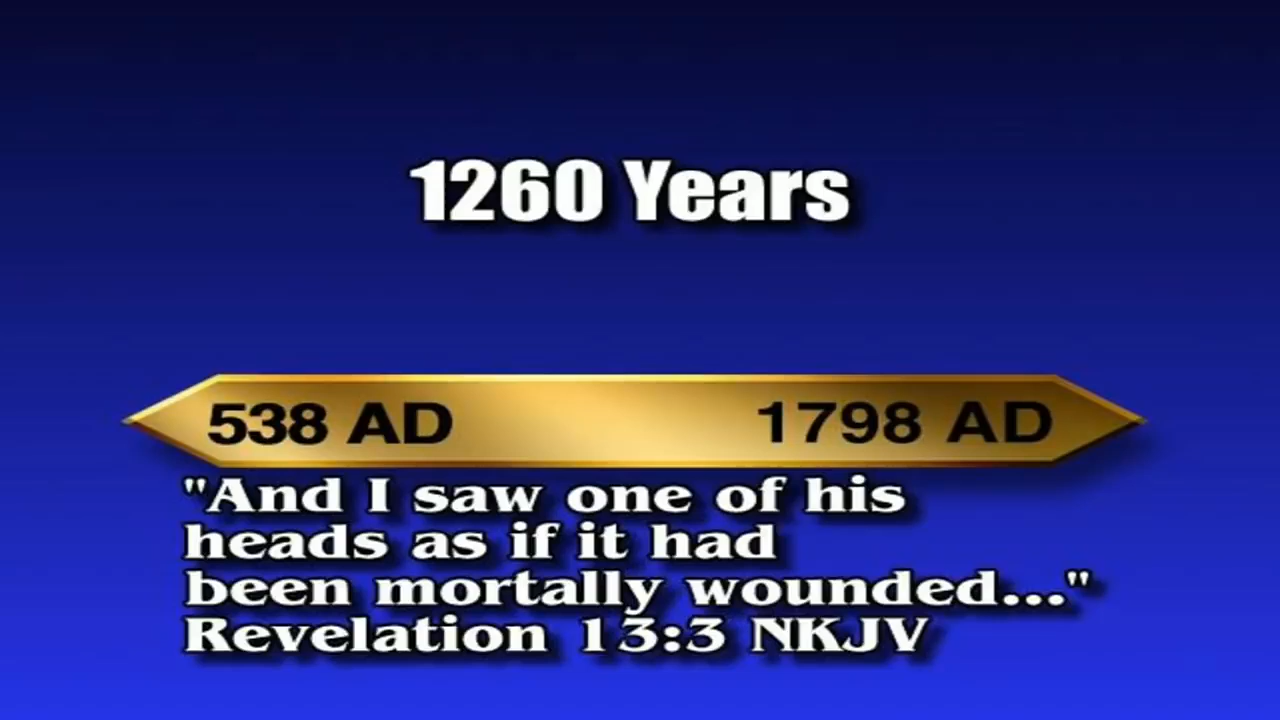 1260 Years
538 AD 1798 AD
"And I saw one of his
heads as if it had
been mortally wounded..."
Revelation 13:3 NKJV